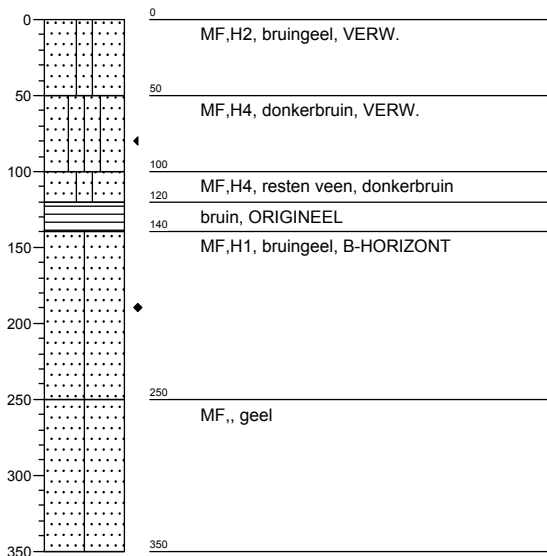 0
0
MF,H2, bruingeel, VERW.
50
50
MF,H4, donkerbruin, VERW.
100
100
MF,H4, resten veen, donkerbruin
120
bruin, ORIGINEEL
140
150
MF,H1, bruingeel, B-HORIZONT
200
250
250
MF,, geel
300
350
350